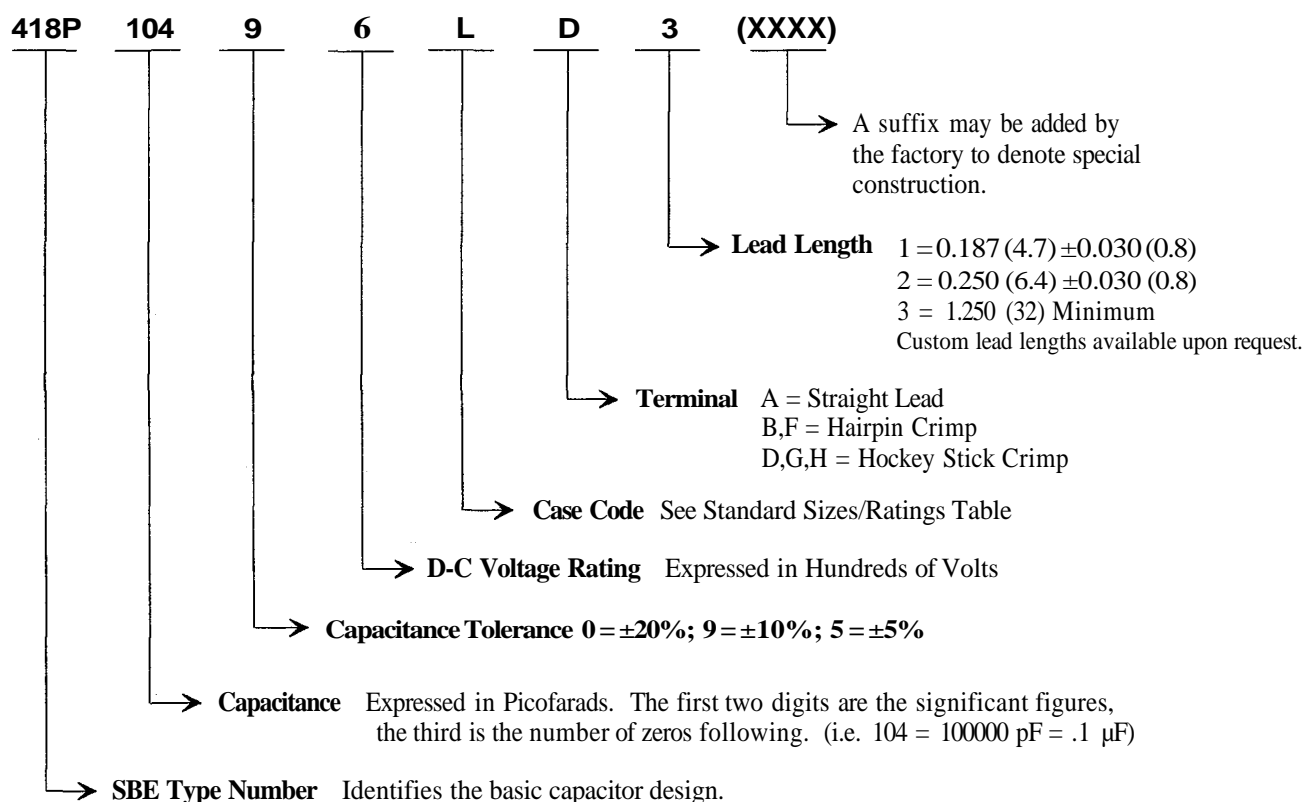 418P 104 9 6 L D 3 (XXXX)
A suffix may be added by
the factory to denote special
construction.
Lead Length 1 = 0.187 (4.7) ±0.030 (0.8)
2 = 0.250 (6.4) ±0.030 (0.8)
3 = 1.250 (32) Minimum
Custom lead lengths available upon request.
Terminal A = Straight Lead
B,F = Hairpin Crimp
D,G,H = Hockey Stick Crimp
Case Code See Standard Sizes/Ratings Table
D-C Voltage Rating Expressed in Hundreds of Volts
Capacitance Tolerance 0 = ±20%; 9 = ±10%; 5 = ±5%
Capacitance Expressed in Picofarads. The first two digits are the significant figures,
the third is the number of zeros following. (i.e. 104 = 100000 pF = .1 µF)
SBE Type Number Identifies the basic capacitor design.